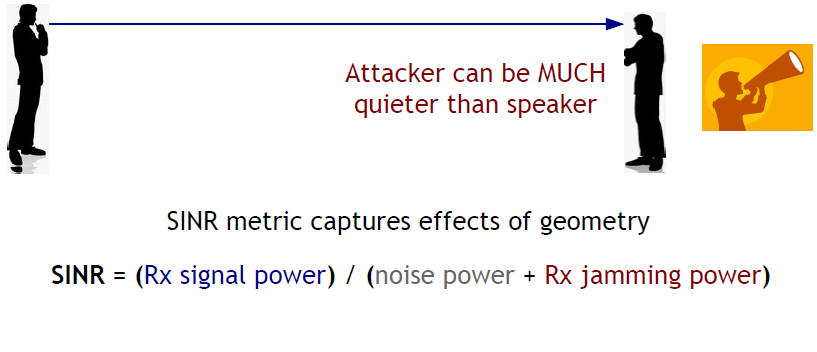 Attacker can be MUCH
quieter than speaker
SINR metric captures effects of geometry
SINR = (Rx signal power) / (noise power + Rx jamming power)